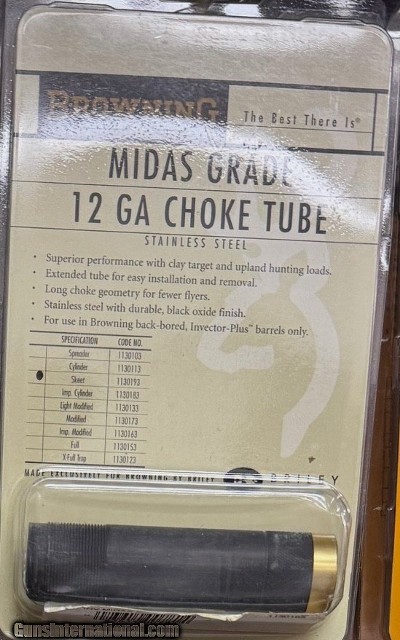 BROWNING
The Best There Is®
MIDAS GRADE
12 GA CHOKE TUBE
STAINLESS STEEL
• Superior performance with clay target and upland hunting loads.
• Extended tube for easy installation and removal.
• Long choke geometry for fewer flyers.
• Stainless steel with durable, black oxide finish.
• For use in Browning back-bored, Invector-Plus™ barrels only.
SPECIFICATION CODE NO.
Spreader 1130103
Cylinder 1130113
● Skeet 1130193
Imp. Cylinder 1130183
Light Modified 1130133
Modified 1130173
Imp. Modified 1130163
Full 1130153
X-Full Trap 1130123
MADE EXCLUSIVELY FOR BROWNING BY BRILEY
BRILEY
GunsInternational.com